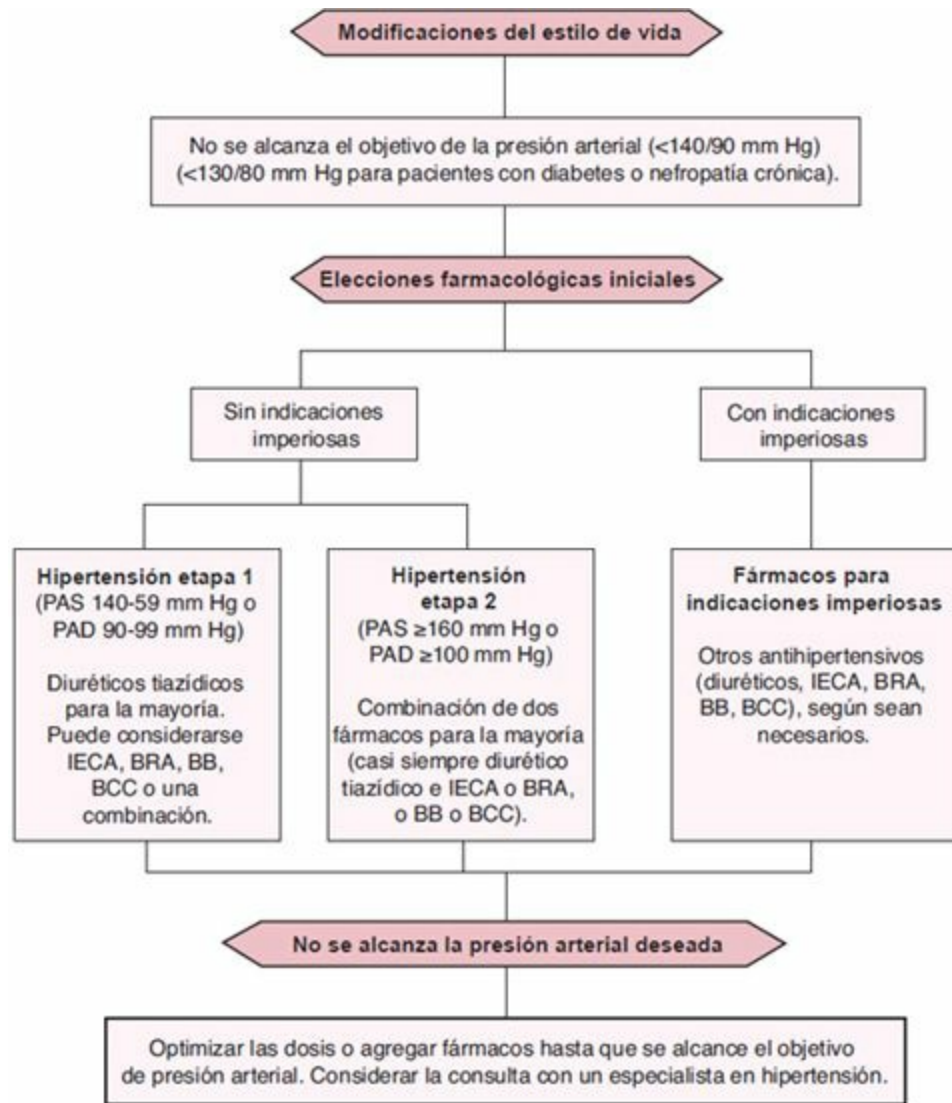 Modificaciones del estilo de vida
No se alcanza el objetivo de la presión arterial (<140/90 mm Hg)
(<130/80 mm Hg para pacientes con diabetes o nefropatía crónica).
Elecciones farmacológicas iniciales
Sin indicaciones
imperiosas
Con indicaciones
imperiosas
Hipertensión etapa 1
(PAS 140-59 mm Hg o
PAD 90-99 mm Hg)
Diuréticos tiazídicos
para la mayoría.
Puede considerarse
IECA, BRA, BB,
BCC o una
combinación.
Hipertensión
etapa 2
(PAS ≥160 mm Hg o
PAD ≥100 mm Hg)
Combinación de dos
fármacos para la mayoría
(casi siempre diurético
tiazídico e IECA o BRA,
o BB o BCC).
Fármacos para
indicaciones imperiosas
Otros antihipertensivos
(diuréticos, IECA, BRA,
BB, BCC), según sean
necesarios.
No se alcanza la presión arterial deseada
Optimizar las dosis o agregar fármacos hasta que se alcance el objetivo
de presión arterial. Considerar la consulta con un especialista en hipertensión.